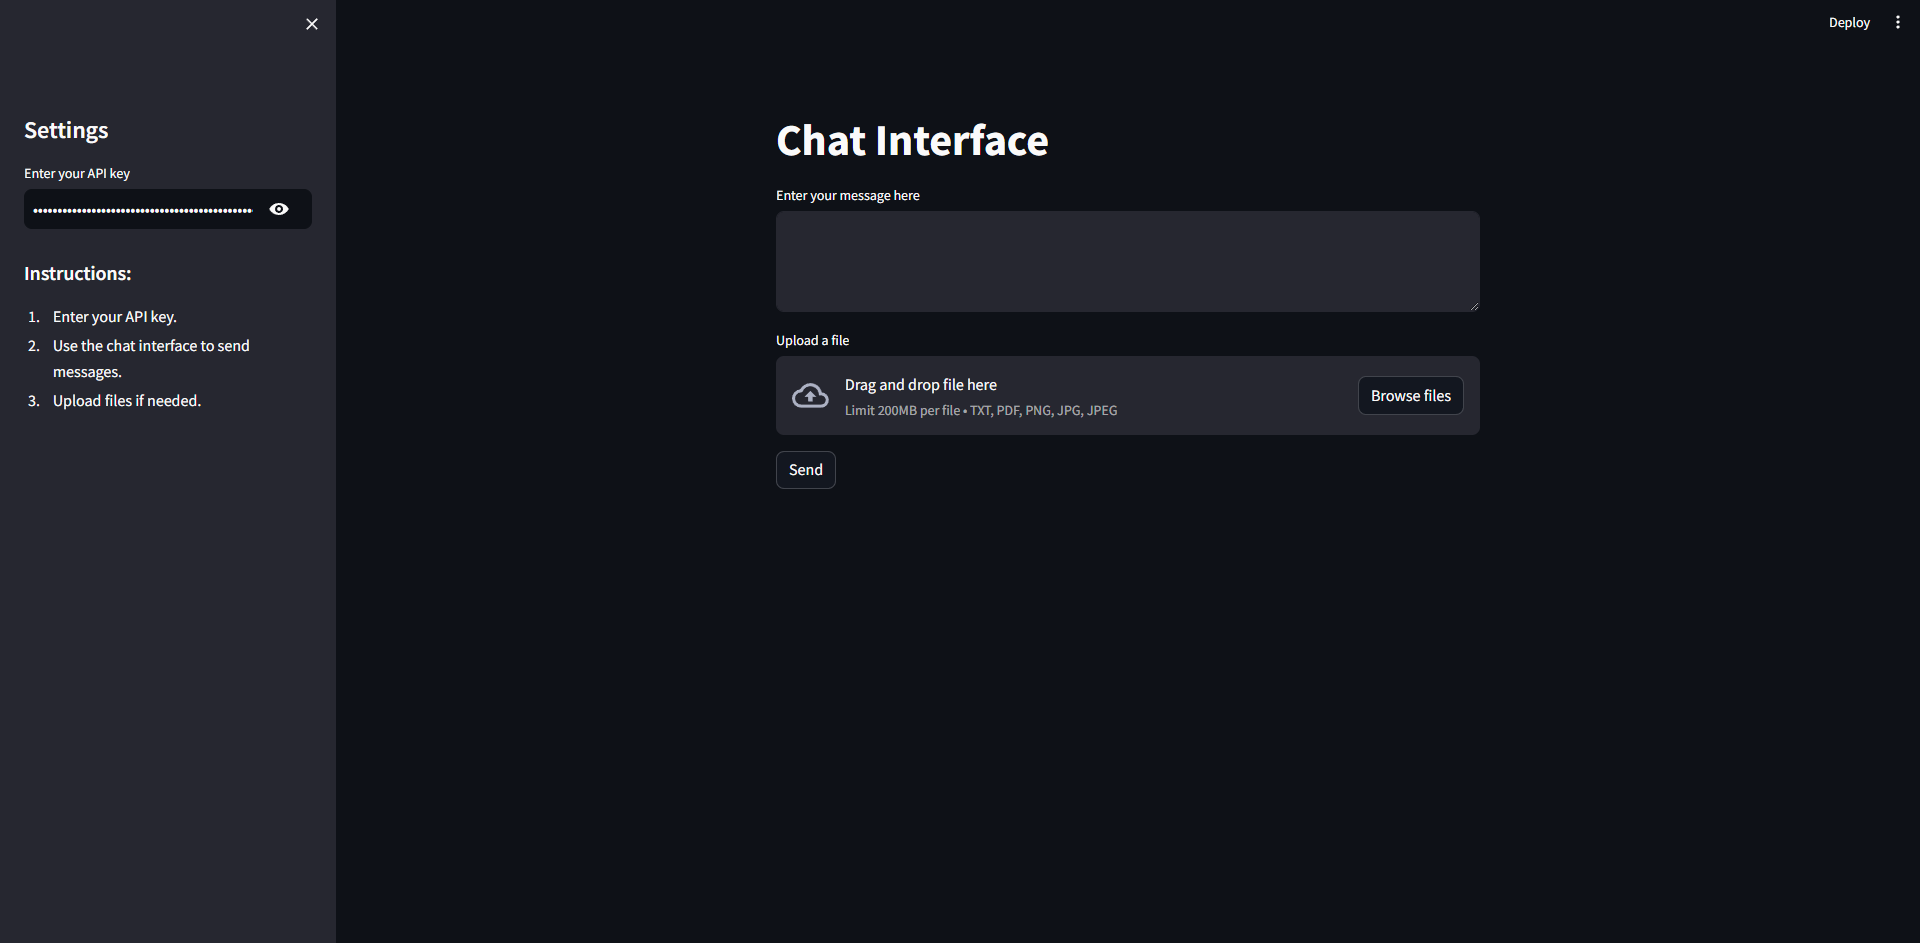 Deploy
Settings
Enter your API key
Instructions:
1. Enter your API key.
2. Use the chat interface to send
messages.
3. Upload files if needed.
Chat Interface
Enter your message here
Upload a file
Drag and drop file here
Limit 200MB per file • TXT, PDF, PNG, JPG, JPEG
Browse files
Send